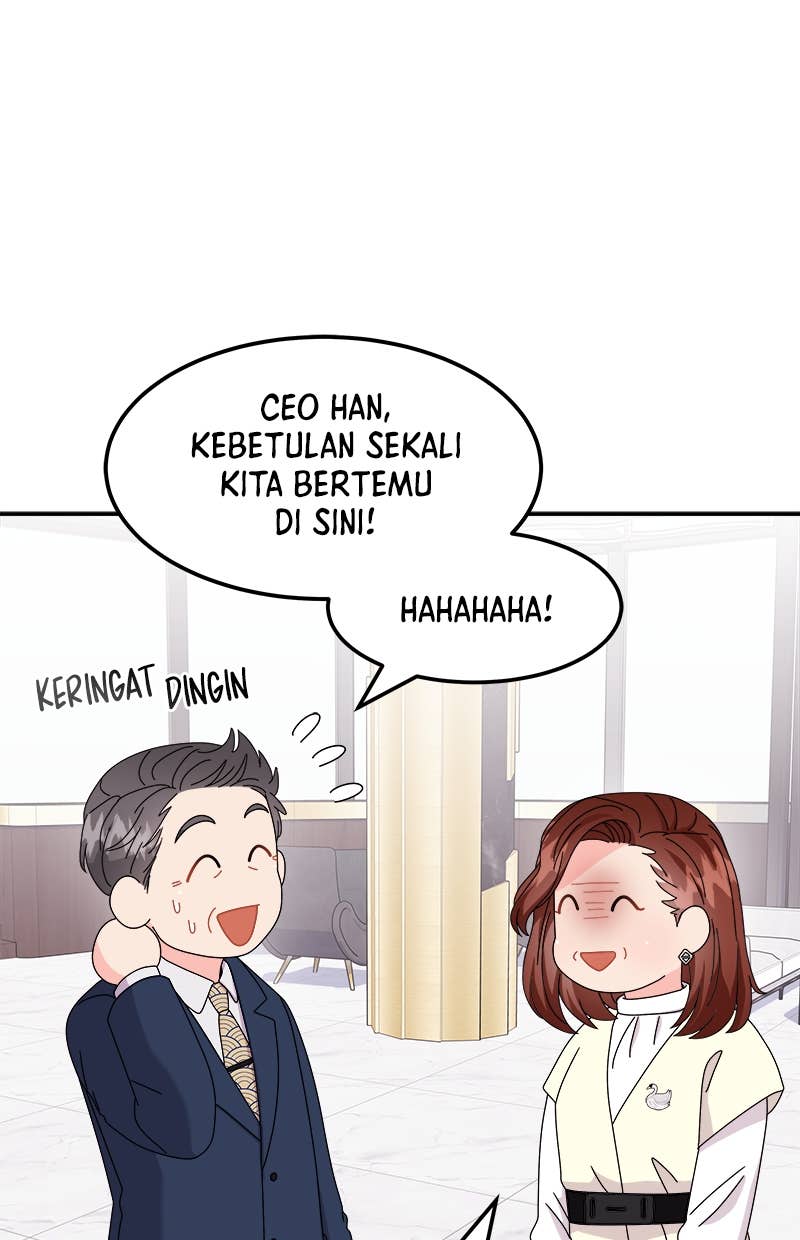 CEO HAN,
KEBETULAN SEKALI
KITA BERTEMU
DI SINI!
HAHAHAHA!
KERINGAT DINGIN